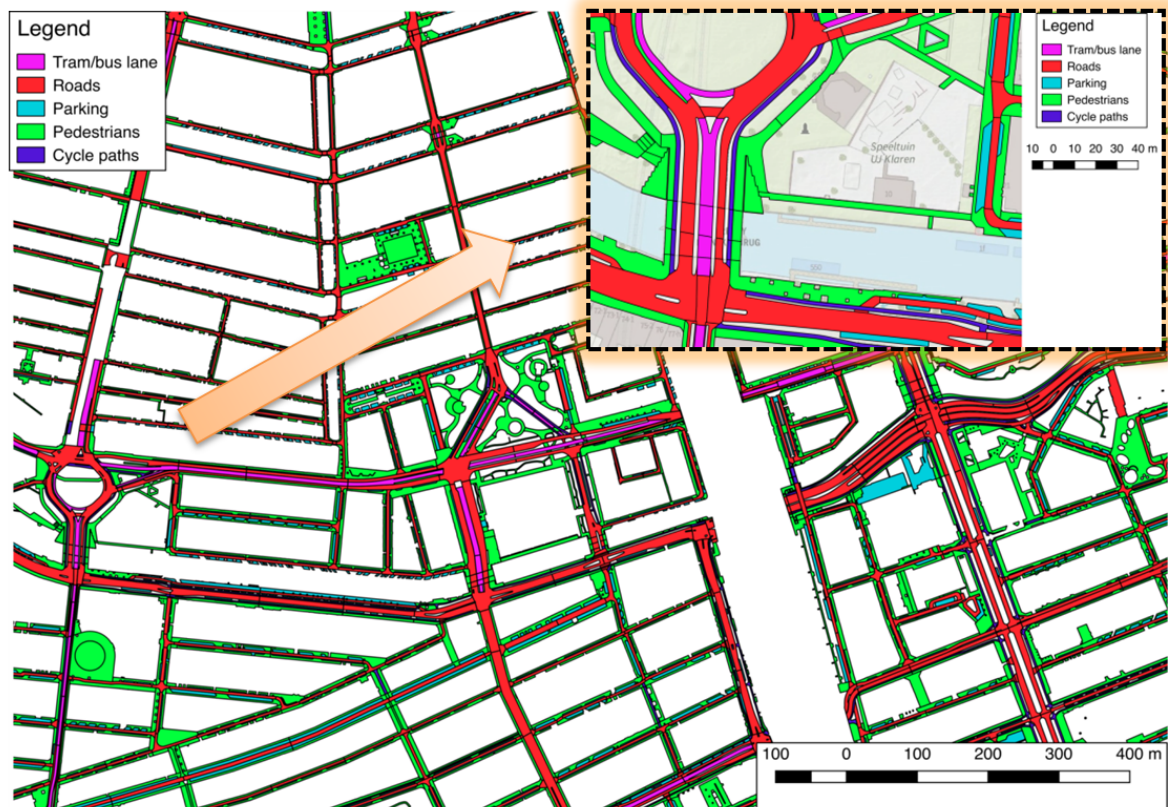 Legend
Tram/bus lane
Roads
Parking
Pedestrians
Cycle paths
Legend
Tram/bus lane
Roads
Parking
Pedestrians
Cycle paths
10 0 10 20 30 40 m
Speeltuin
UJ Klaren
100 0 100 200 300 400 m